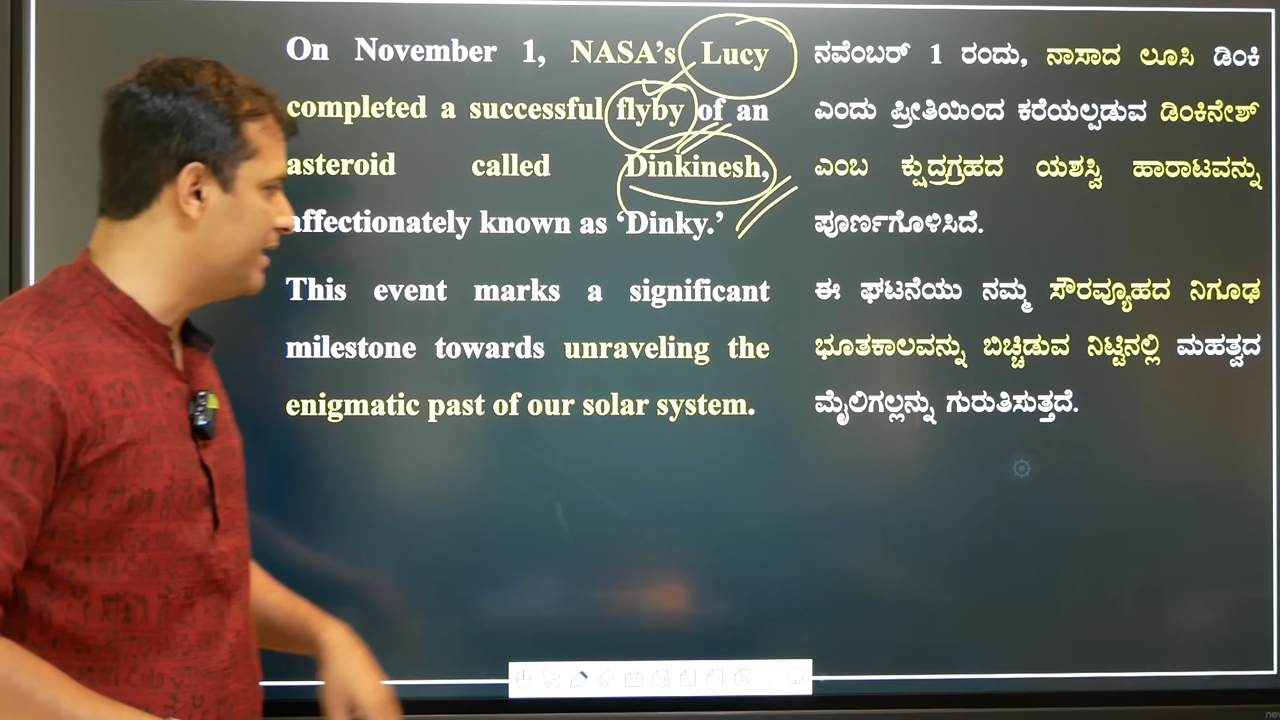 On November 1, NASA's Lucy
completed a successful flyby of an
asteroid called Dinkinesh,
affectionately known as ‘Dinky.’
This event marks a significant
milestone towards unraveling the
enigmatic past of our solar system.
ನವೆಂಬರ್ 1 ರಂದು, ನಾಸಾದ ಲೂಸಿ ಡಿಂಕಿ
ಎಂದು ಪ್ರೀತಿಯಿಂದ ಕರೆಯಲ್ಪಡುವ ಡಿಂಕಿನೇಶ್
ಎಂಬ ಕ್ಷುದ್ರಗ್ರಹದ ಯಶಸ್ವಿ ಹಾರಾಟವನ್ನು
ಪೂರ್ಣಗೊಳಿಸಿದೆ.
ಈ ಘಟನೆಯು ನಮ್ಮ ಸೌರವ್ಯೂಹದ ನಿಗೂಢ
ಭೂತಕಾಲವನ್ನು ಬಿಚ್ಚಿಡುವ ನಿಟ್ಟಿನಲ್ಲಿ ಮಹತ್ವದ
ಮೈಲಿಗಲ್ಲನ್ನು ಗುರುತಿಸುತ್ತದೆ.